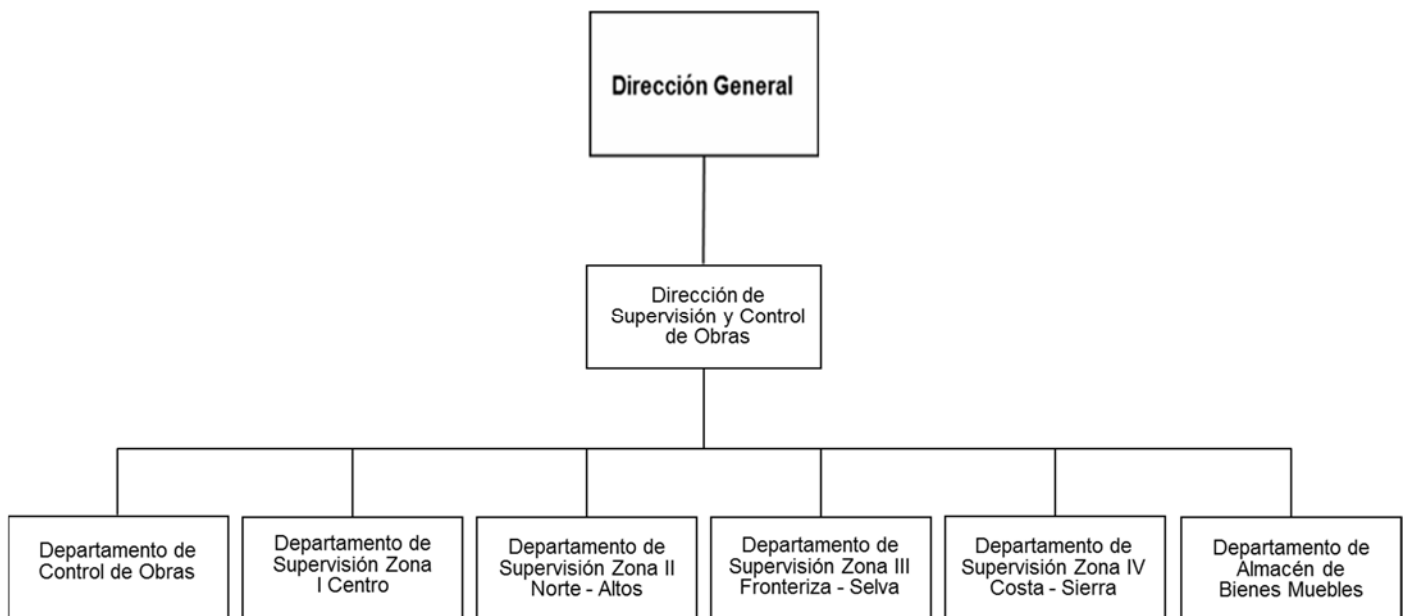 Dirección General
Dirección de
Supervisión y Control
de Obras
Departamento de
Control de Obras
Departamento de
Supervisión Zona
I Centro
Departamento de
Supervisión Zona II
Norte - Altos
Departamento de
Supervisión Zona III
Fronteriza - Selva
Departamento de
Supervisión Zona IV
Costa - Sierra
Departamento de
Almacén de
Bienes Muebles